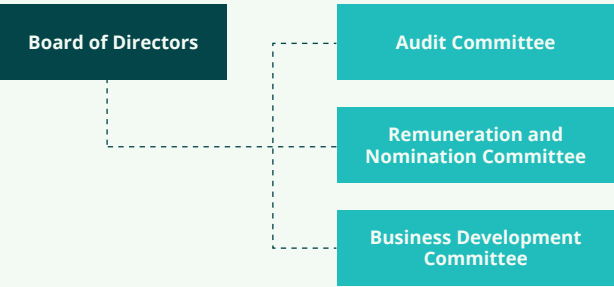 Board of Directors
Audit Committee
Remuneration and
Nomination Committee
Business Development
Committee